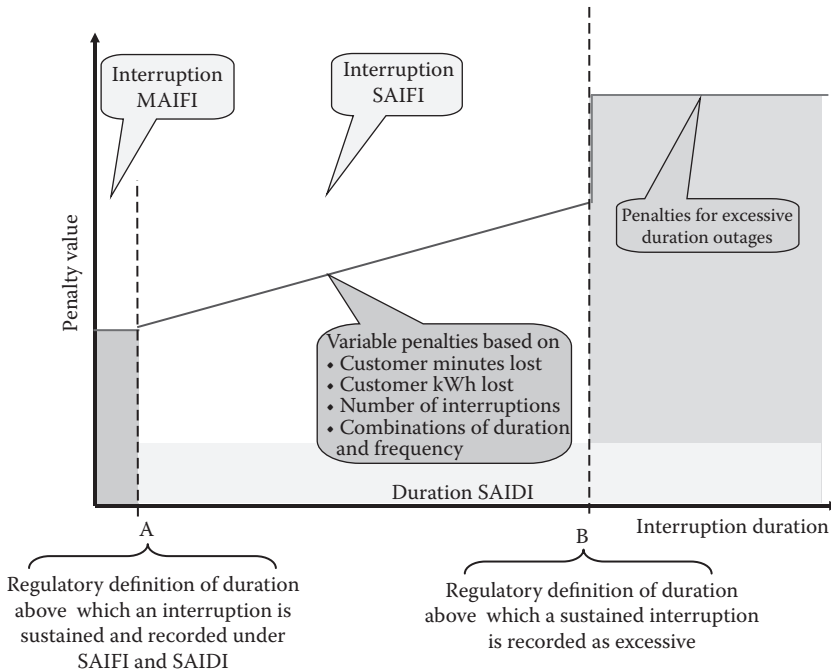 Interruption
MAIFI
Interruption
SAIFI
Penalties for excessive
duration outages
Penalty value
Variable penalties based on
• Customer minutes lost
• Customer kWh lost
• Number of interruptions
• Combinations of duration
and frequency
Duration SAIDI
Interruption duration
A
B
Regulatory definition of duration
above which an interruption is
sustained and recorded under
SAIFI and SAIDI
Regulatory definition of duration
above which a sustained interruption
is recorded as excessive